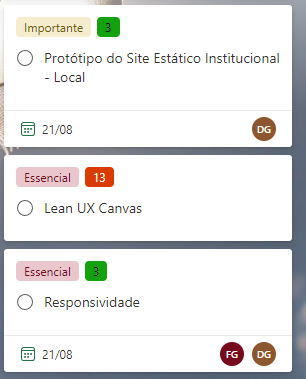 Importante 3
Protótipo do Site Estático Institucional
- Local
21/08 DG
Essencial 13
Lean UX Canvas
Essencial 3
Responsividade
21/08 FG DG